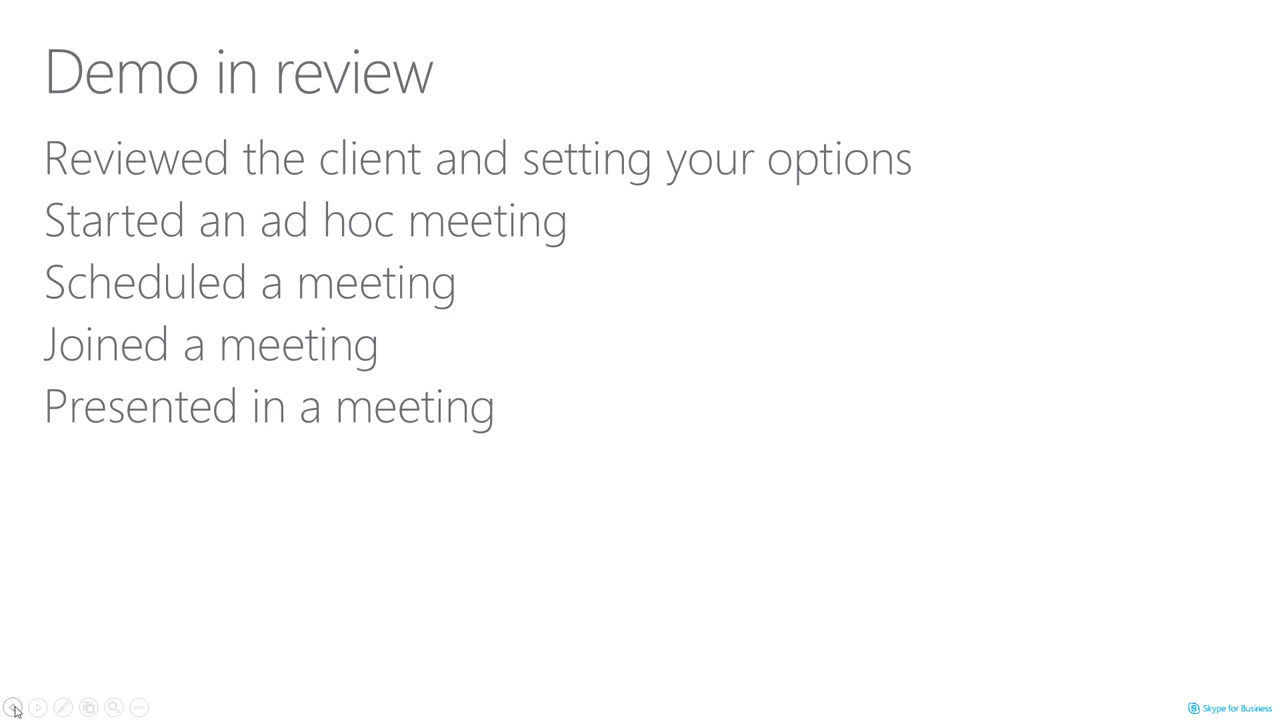 Demo in review
Reviewed the client and setting your options
Started an ad hoc meeting
Scheduled a meeting
Joined a meeting
Presented in a meeting
Skype for Business